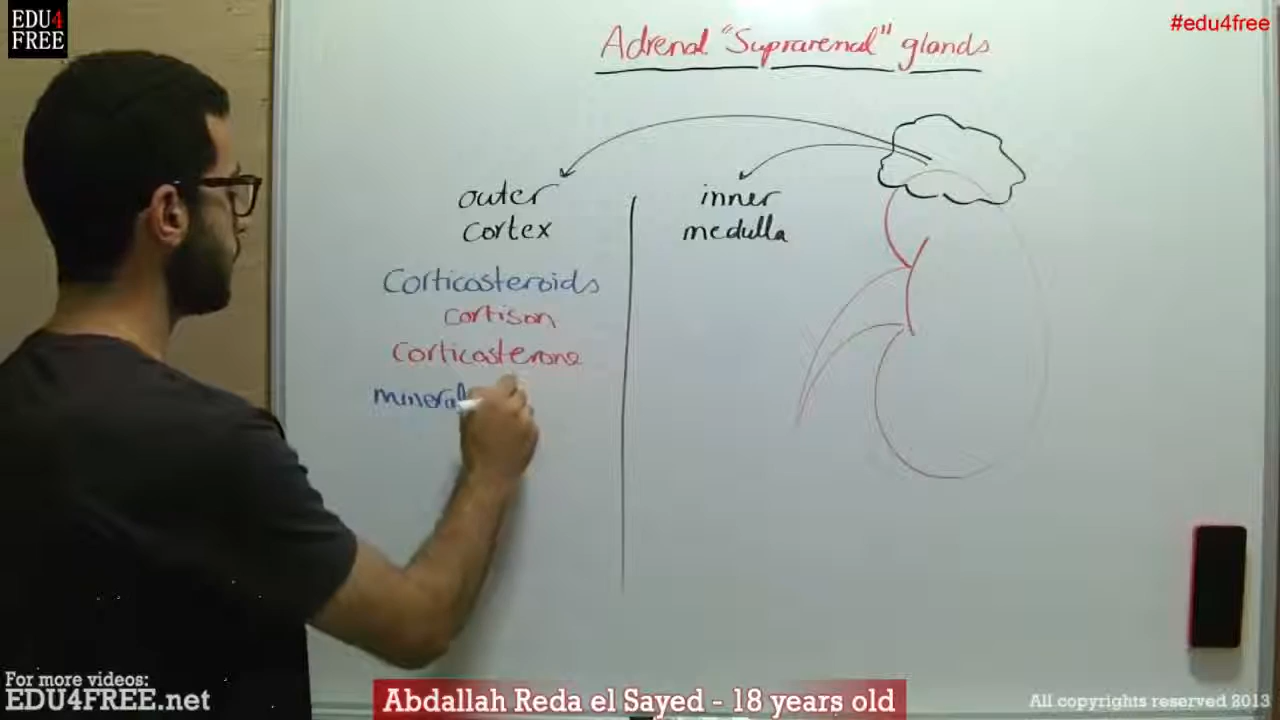 EDU4
FREE
#edu4free
Adrenal "Suprarenal" glands
outer
cortex
inner
medulla
Corticosteroids
cortison
Corticosterone
mineral
For more videos:
EDU4FREE.net
Abdallah Reda el Sayed - 18 years old
All copyrights reserved 2013